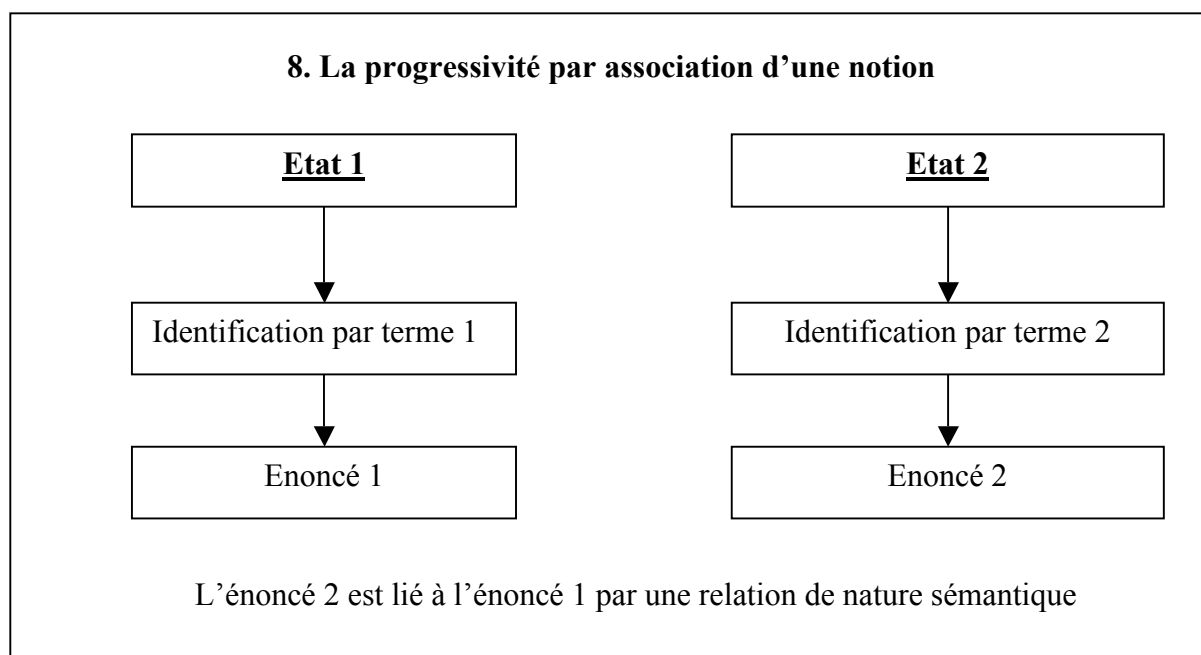 8. La progressivité par association d’une notion
Etat 1
Etat 2
Identification par terme 1
Identification par terme 2
Enoncé 1
Enoncé 2
L’énoncé 2 est lié à l’énoncé 1 par une relation de nature sémantique